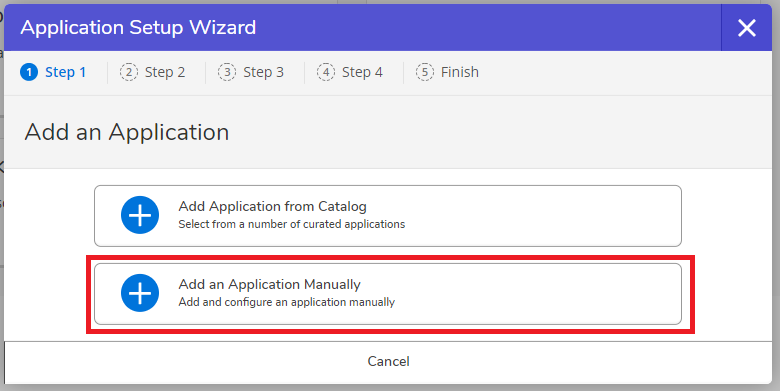 Application Setup Wizard
1 Step 1
2 Step 2
3 Step 3
4 Step 4
5 Finish
Add an Application
Add Application from Catalog
Select from a number of curated applications
Add an Application Manually
Add and configure an application manually
Cancel